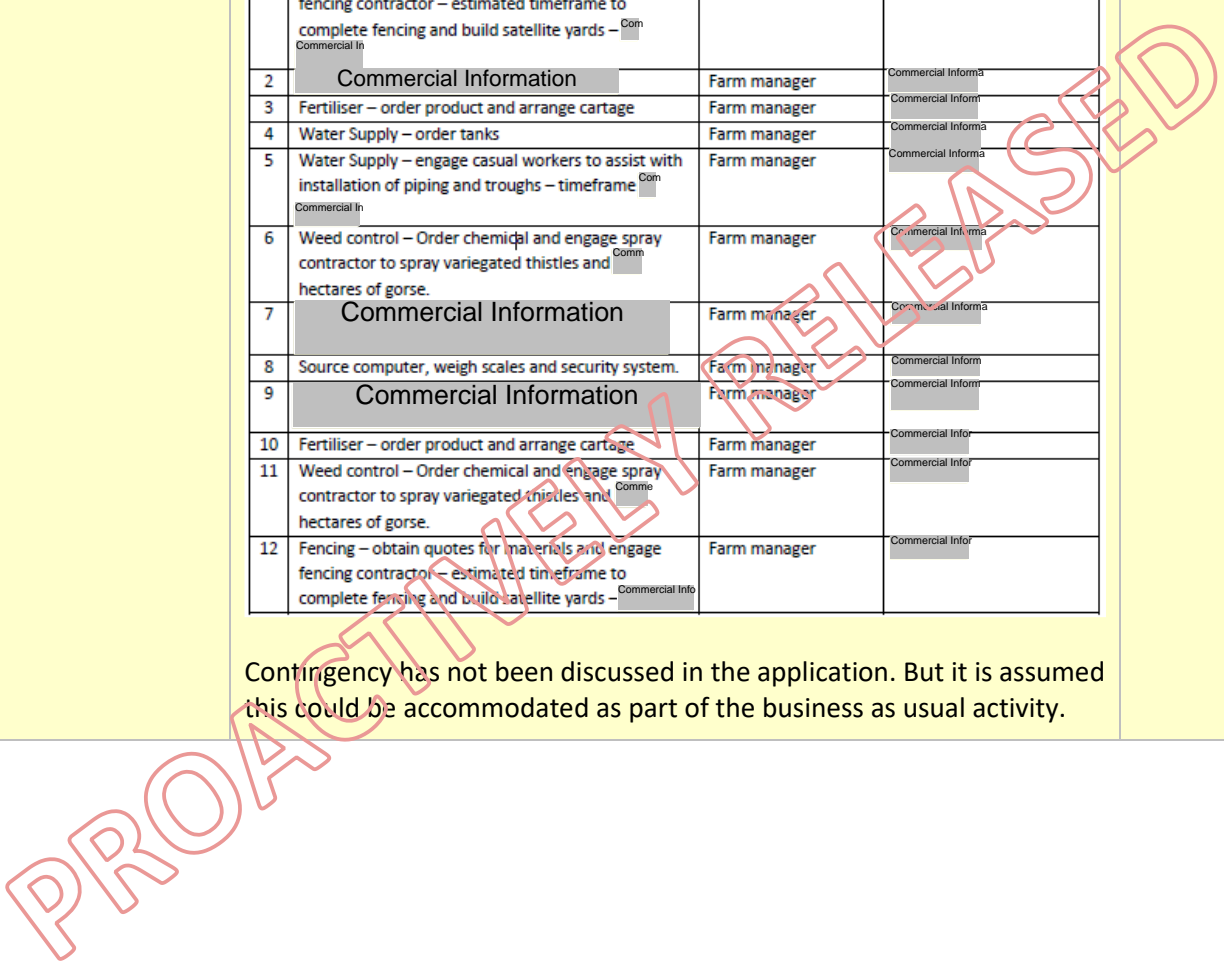 fencing contractor – estimated timeframe to
complete fencing and build satellite yards – Com
Commercial In
2 Commercial Information Farm manager Commercial Informa
3 Fertiliser – order product and arrange cartage Farm manager Commercial Inform
4 Water Supply – order tanks Farm manager Commercial Informa
5 Water Supply – engage casual workers to assist with Farm manager Commercial Informa
installation of piping and troughs – timeframe Com
Commercial In
6 Weed control – Order chemical and engage spray Farm manager Commercial Informa
contractor to spray variegated thistles and Comm
hectares of gorse.
7 Commercial Information Farm manager Commercial Informa
8 Source computer, weigh scales and security system. Farm manager Commercial Inform
9 Commercial Information Farm manager Commercial Inform
10 Fertiliser – order product and arrange cartage Farm manager Commercial Infor
11 Weed control – Order chemical and engage spray Farm manager Commercial Infor
contractor to spray variegated thistles and Comme
hectares of gorse.
12 Fencing – obtain quotes for materials and engage Farm manager Commercial Infor
fencing contractor – estimated timeframe to
complete fencing and build satellite yards – Commercial Info
Contingency has not been discussed in the application. But it is assumed
this could be accommodated as part of the business as usual activity.
PROACTIVELY RELEASED